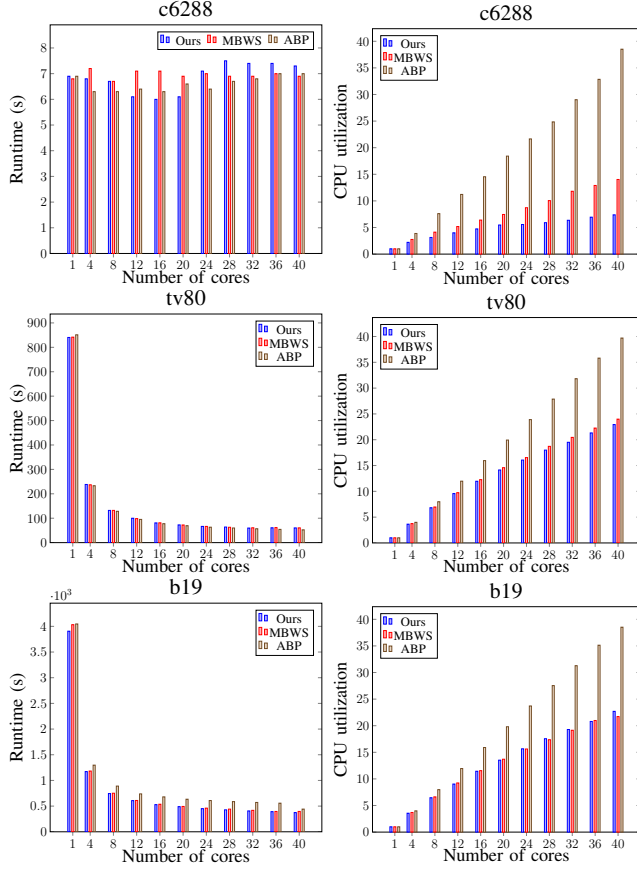 c6288
Ours MBWS ABP
8
7
6
5
4
3
2
1
0
Runtime (s)
1 4 8 12 16 20 24 28 32 36 40
Number of cores
c6288
Ours
MBWS
ABP
40
35
30
25
20
15
10
5
0
CPU utilization
1 4 8 12 16 20 24 28 32 36 40
Number of cores
tv80
Ours
MBWS
ABP
900
800
700
600
500
400
300
200
100
0
Runtime (s)
1 4 8 12 16 20 24 28 32 36 40
Number of cores
tv80
Ours
MBWS
ABP
40
35
30
25
20
15
10
5
0
CPU utilization
1 4 8 12 16 20 24 28 32 36 40
Number of cores
b19
·10³
Ours
MBWS
ABP
4
3.5
3
2.5
2
1.5
1
0.5
0
Runtime (s)
1 4 8 12 16 20 24 28 32 36 40
Number of cores
b19
Ours
MBWS
ABP
40
35
30
25
20
15
10
5
0
CPU utilization
1 4 8 12 16 20 24 28 32 36 40
Number of cores